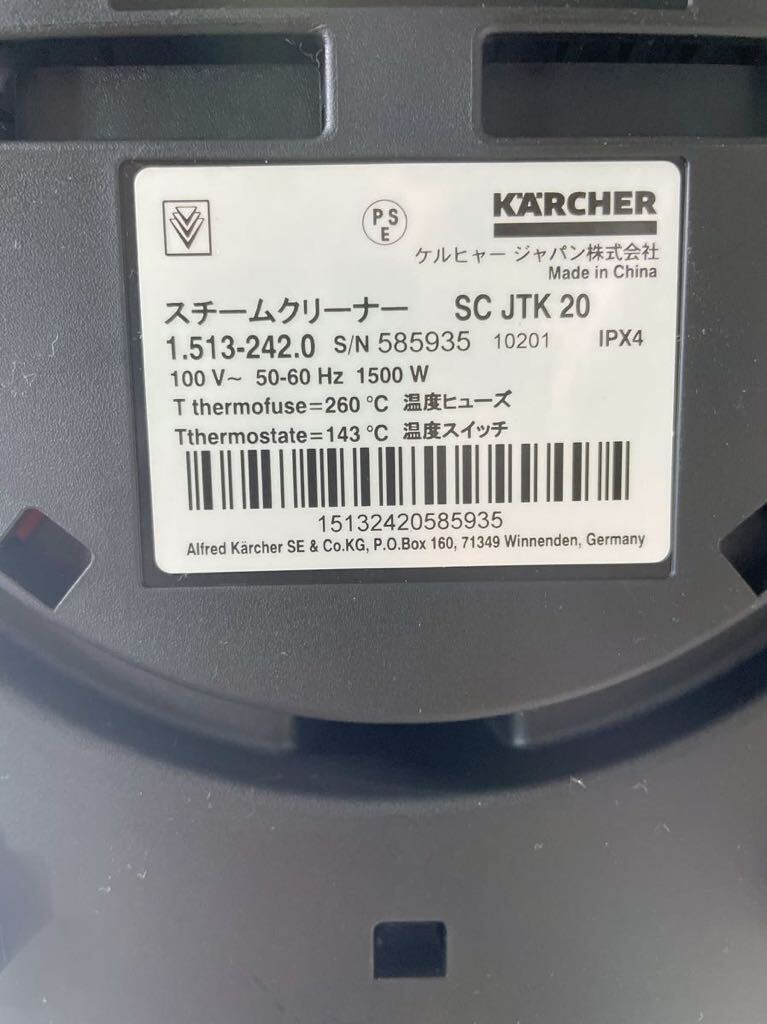 PSE
KÄRCHER
ケルヒャー ジャパン株式会社
Made in China
スチームクリーナー SC JTK 20
1.513-242.0 S/N 585935 10201 IPX4
100 V~ 50-60 Hz 1500 W
T thermofuse=260 °C 温度ヒューズ
Tthermostate=143 °C 温度スイッチ
15132420585935
Alfred Kärcher SE & Co.KG, P.O.Box 160, 71349 Winnenden, Germany